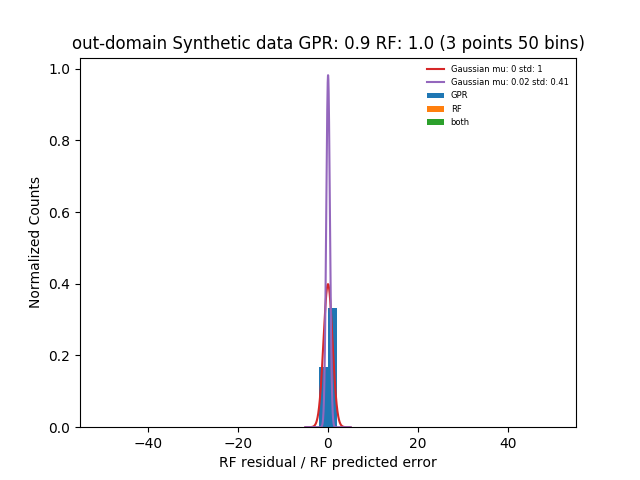 out-domain Synthetic data GPR: 0.9 RF: 1.0 (3 points 50 bins)
Gaussian mu: 0 std: 1
Gaussian mu: 0.02 std: 0.41
GPR
RF
both
Normalized Counts
1.0
0.8
0.6
0.4
0.2
0.0
−40 −20 0 20 40
RF residual / RF predicted error